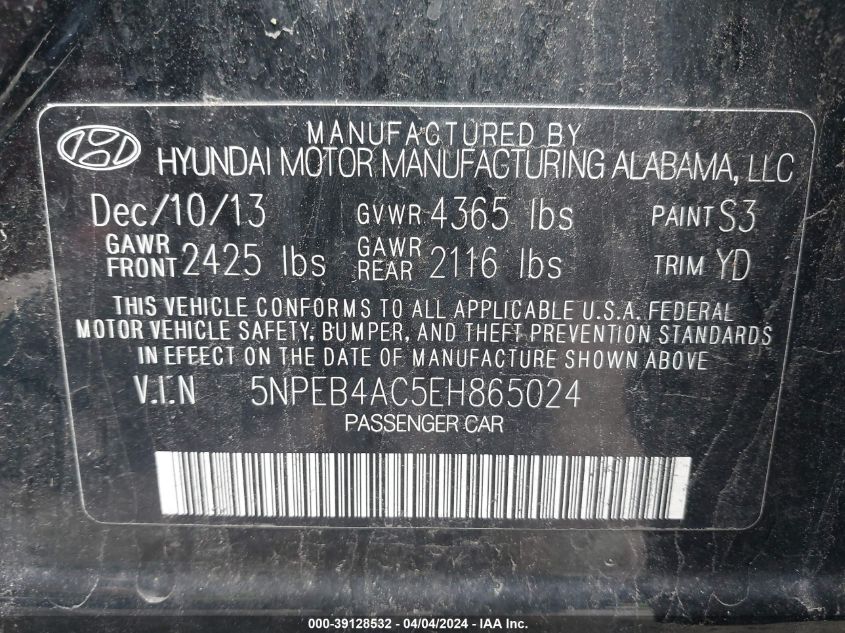 MANUFACTURED BY
HYUNDAI MOTOR MANUFACTURING ALABAMA, LLC
Dec/10/13 GVWR 4365 lbs PAINT S3
GAWR FRONT 2425 lbs GAWR REAR 2116 lbs TRIM YD
THIS VEHICLE CONFORMS TO ALL APPLICABLE U.S.A. FEDERAL
MOTOR VEHICLE SAFETY, BUMPER, AND THEFT PREVENTION STANDARDS
IN EFFECT ON THE DATE OF MANUFACTURE SHOWN ABOVE.
V.I.N 5NPEB4AC5EH865024
PASSENGER CAR
000-39128532 - 04/04/2024 - IAA Inc.